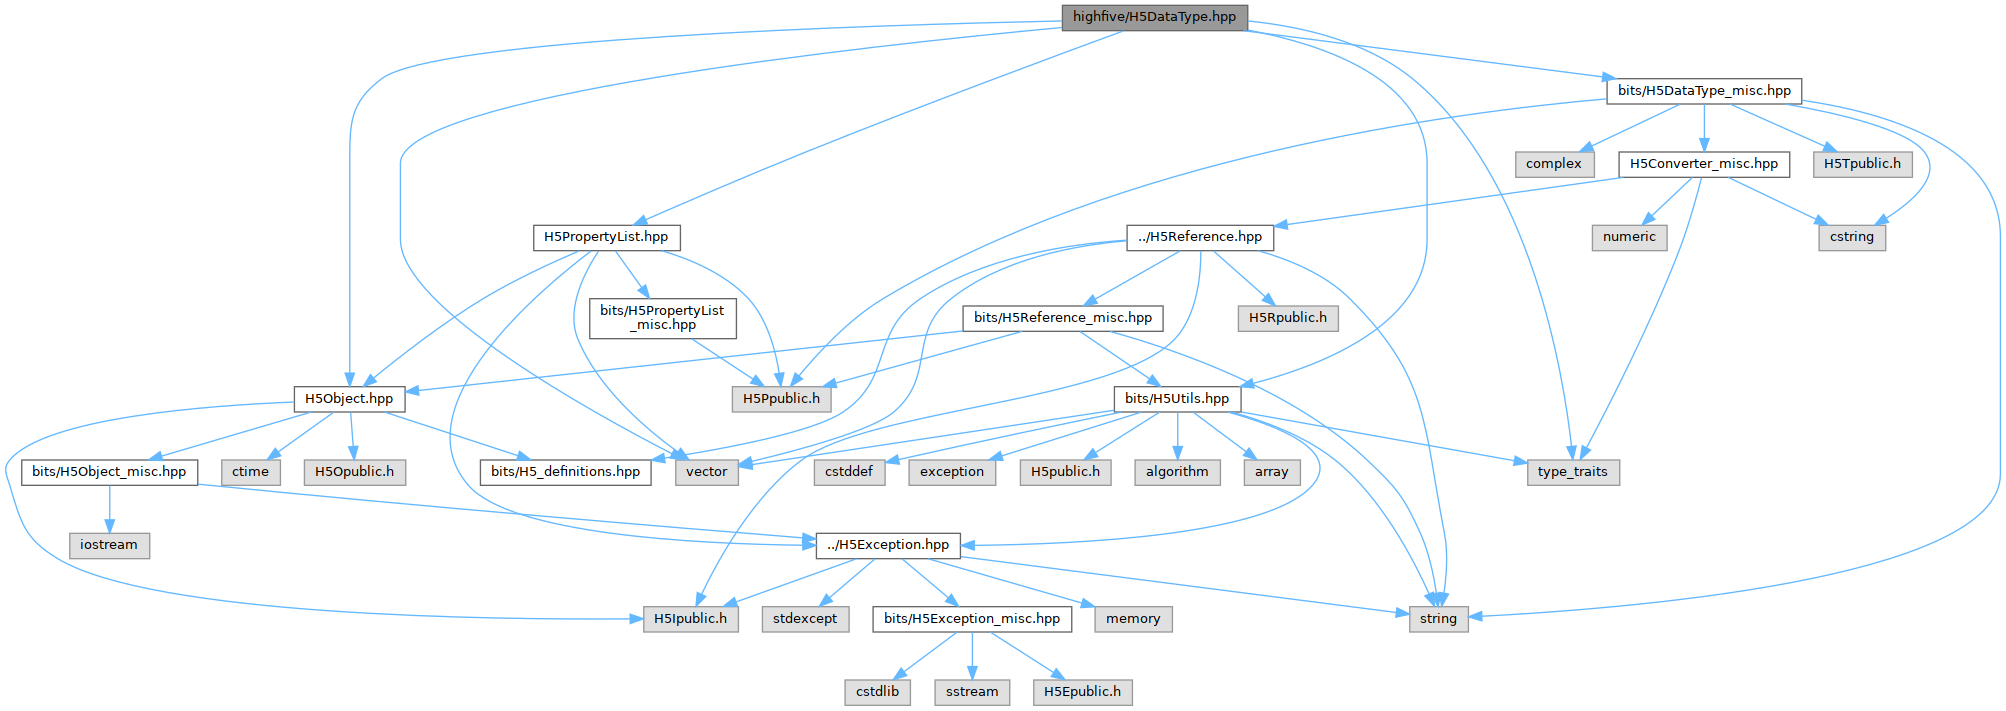 highfive/H5DataType.hpp
bits/H5DataType_misc.hpp
complex
H5Converter_misc.hpp
H5Tpublic.h
H5PropertyList.hpp
../H5Reference.hpp
numeric
cstring
bits/H5PropertyList
_misc.hpp
bits/H5Reference_misc.hpp
H5Rpublic.h
H5Object.hpp
H5Ppublic.h
bits/H5Utils.hpp
bits/H5Object_misc.hpp
ctime
H5Opublic.h
bits/H5_definitions.hpp
vector
cstddef
exception
H5public.h
algorithm
array
type_traits
iostream
../H5Exception.hpp
H5Ipublic.h
stdexcept
bits/H5Exception_misc.hpp
memory
string
cstdlib
sstream
H5Epublic.h